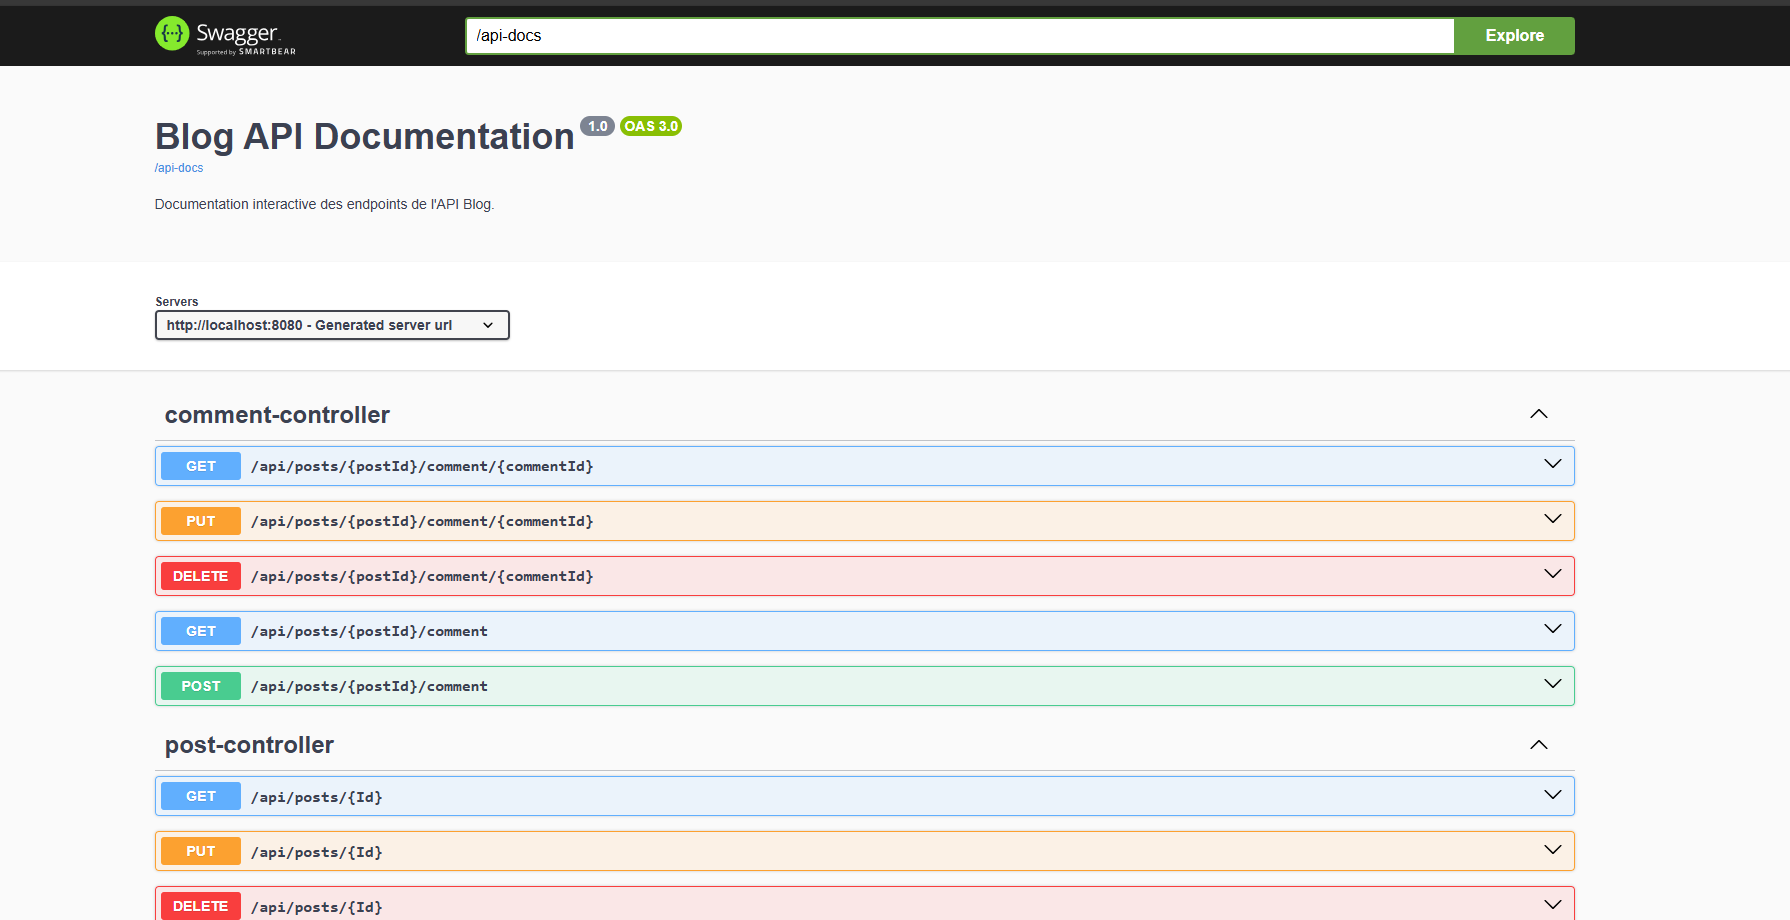 {...} Swagger
Supported by SMARTBEAR
/api-docs
Explore
Blog API Documentation 1.0 OAS 3.0
/api-docs
Documentation interactive des endpoints de l'API Blog.
Servers
http://localhost:8080 - Generated server url
comment-controller
GET /api/posts/{postId}/comment/{commentId}
PUT /api/posts/{postId}/comment/{commentId}
DELETE /api/posts/{postId}/comment/{commentId}
GET /api/posts/{postId}/comment
POST /api/posts/{postId}/comment
post-controller
GET /api/posts/{Id}
PUT /api/posts/{Id}
DELETE /api/posts/{Id}